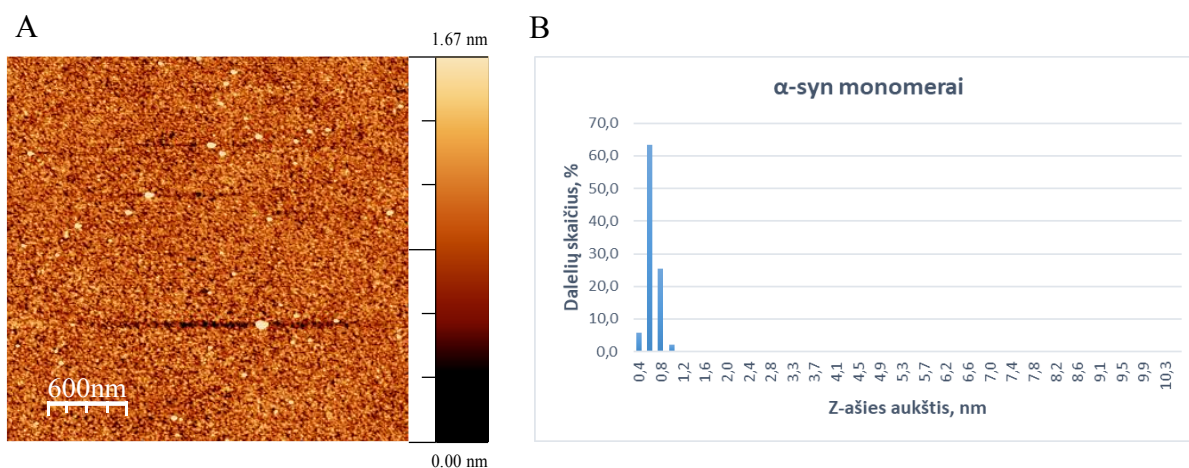 A
1.67 nm
600nm
0.00 nm
B
α-syn monomerai
Dalelių skaičius, %
70,0
60,0
50,0
40,0
30,0
20,0
10,0
0,0
0,4 0,8 1,2 1,6 2,0 2,4 2,8 3,3 3,7 4,1 4,5 4,9 5,3 5,7 6,2 6,6 7,0 7,4 7,8 8,2 8,6 9,1 9,5 9,9 10,3
Z-ašies aukštis, nm